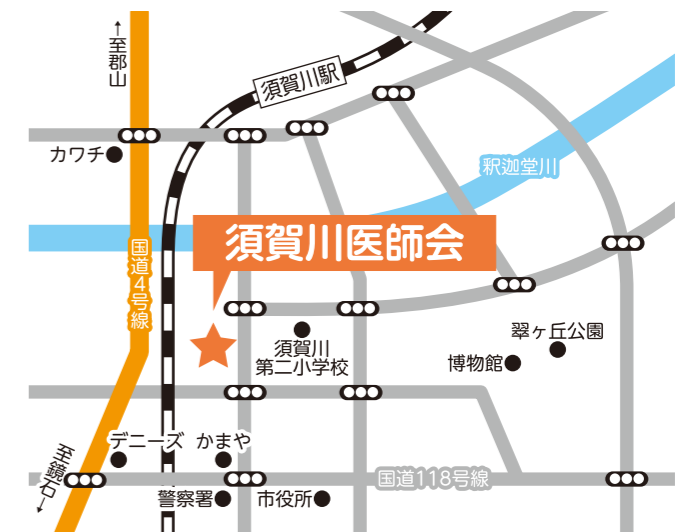 ←至郡山
須賀川駅
カワチ
釈迦堂川
須賀川医師会
国道4号線
須賀川
第二小学校
翠ヶ丘公園
博物館
デニーズ
かまや
至鏡石→
国道118号線
警察署
市役所